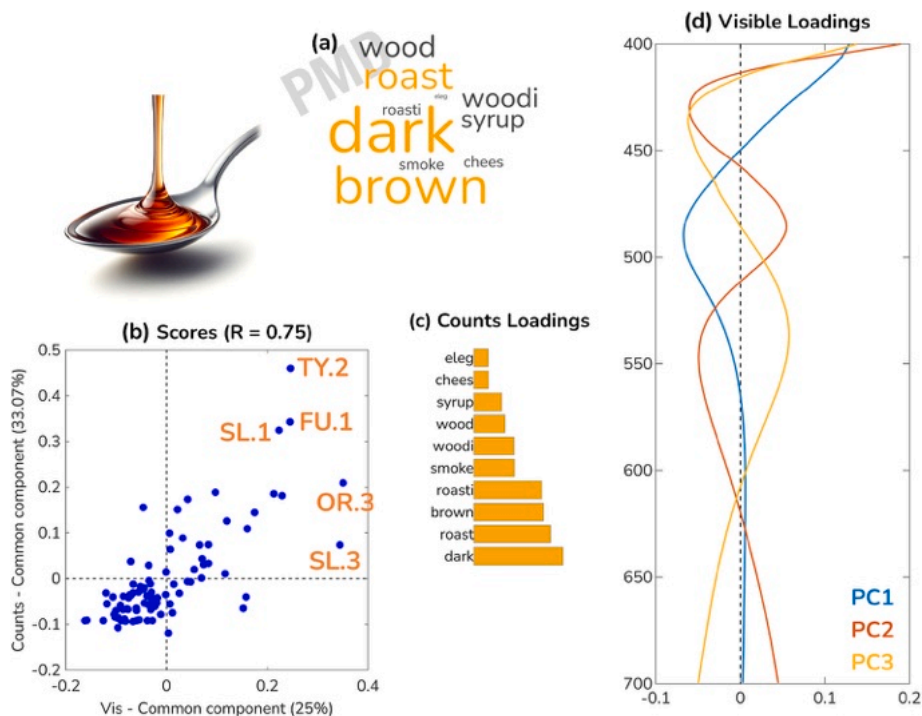 (a)
PMB
wood
roast
eleg
woodi
roasti
syrup
dark
smoke
chees
brown
(b) Scores (R = 0.75)
Counts - Common component (33.07%)
0.5
0.4
0.3
0.2
0.1
0
-0.1
-0.2
TY.2
FU.1
SL.1
OR.3
SL.3
-0.2
0
0.2
0.4
Vis - Common component (25%)
(c) Counts Loadings
eleg
chees
syrup
wood
woodi
smoke
roasti
brown
roast
dark
(d) Visible Loadings
400
450
500
550
600
650
700
PC1
PC2
PC3
-0.1
0
0.1
0.2